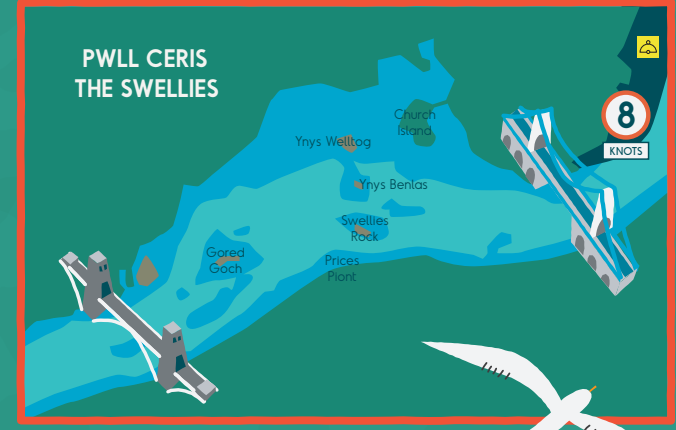 PWLL CERIS
THE SWELLIES
8
KNOTS
Church
Island
Ynys Welltog
Ynys Benlas
Swellies
Rock
Gored
Goch
Prices
Piont